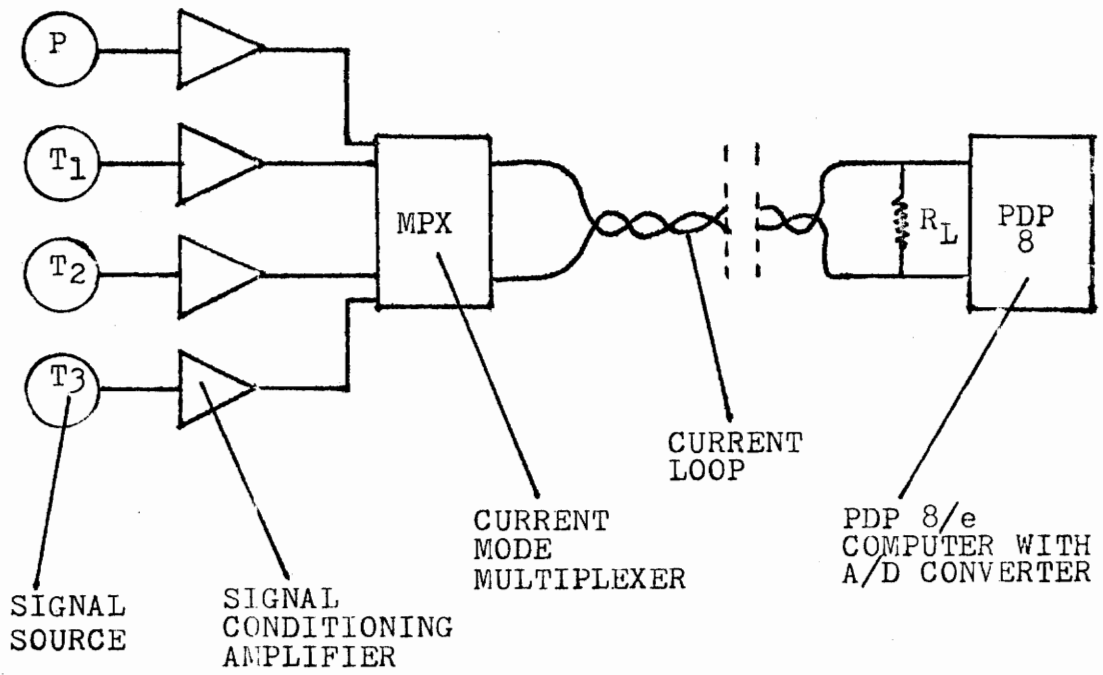 P
T1
T2
T3
MPX
RL
PDP
8
CURRENT
LOOP
CURRENT
MODE
MULTIPLEXER
PDP 8/e
COMPUTER WITH
A/D CONVERTER
SIGNAL
SOURCE
SIGNAL
CONDITIONING
AMPLIFIER